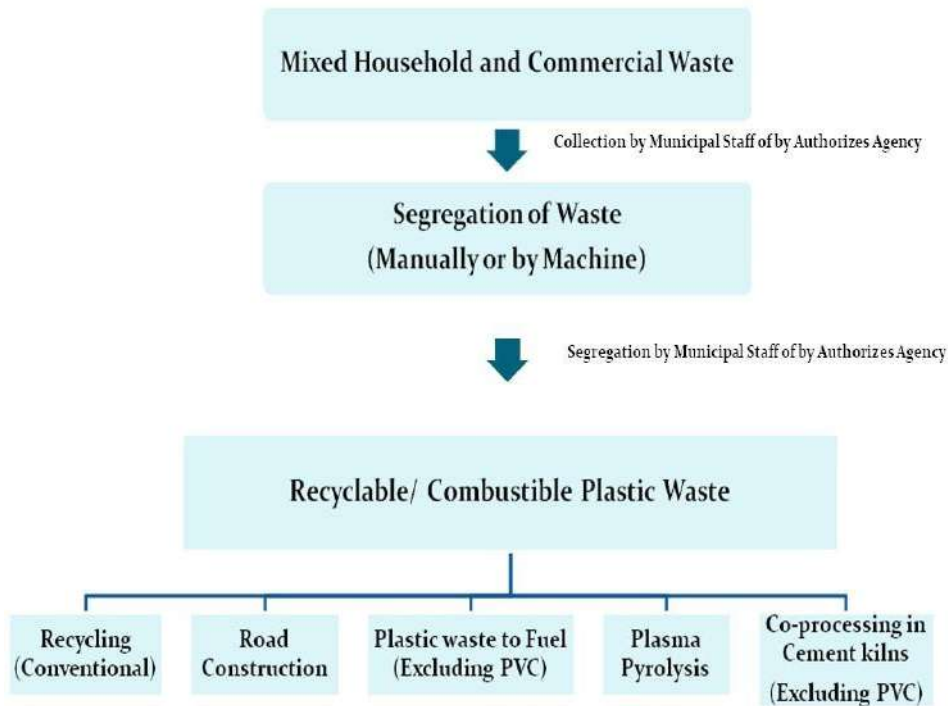 Mixed Household and Commercial Waste
Collection by Municipal Staff of by Authorizes Agency
Segregation of Waste
(Manually or by Machine)
Segregation by Municipal Staff of by Authorizes Agency
Recyclable/ Combustible Plastic Waste
Recycling
(Conventional)
Road
Construction
Plastic waste to Fuel
(Excluding PVC)
Plasma
Pyrolysis
Co-processing in
Cement kilns
(Excluding PVC)